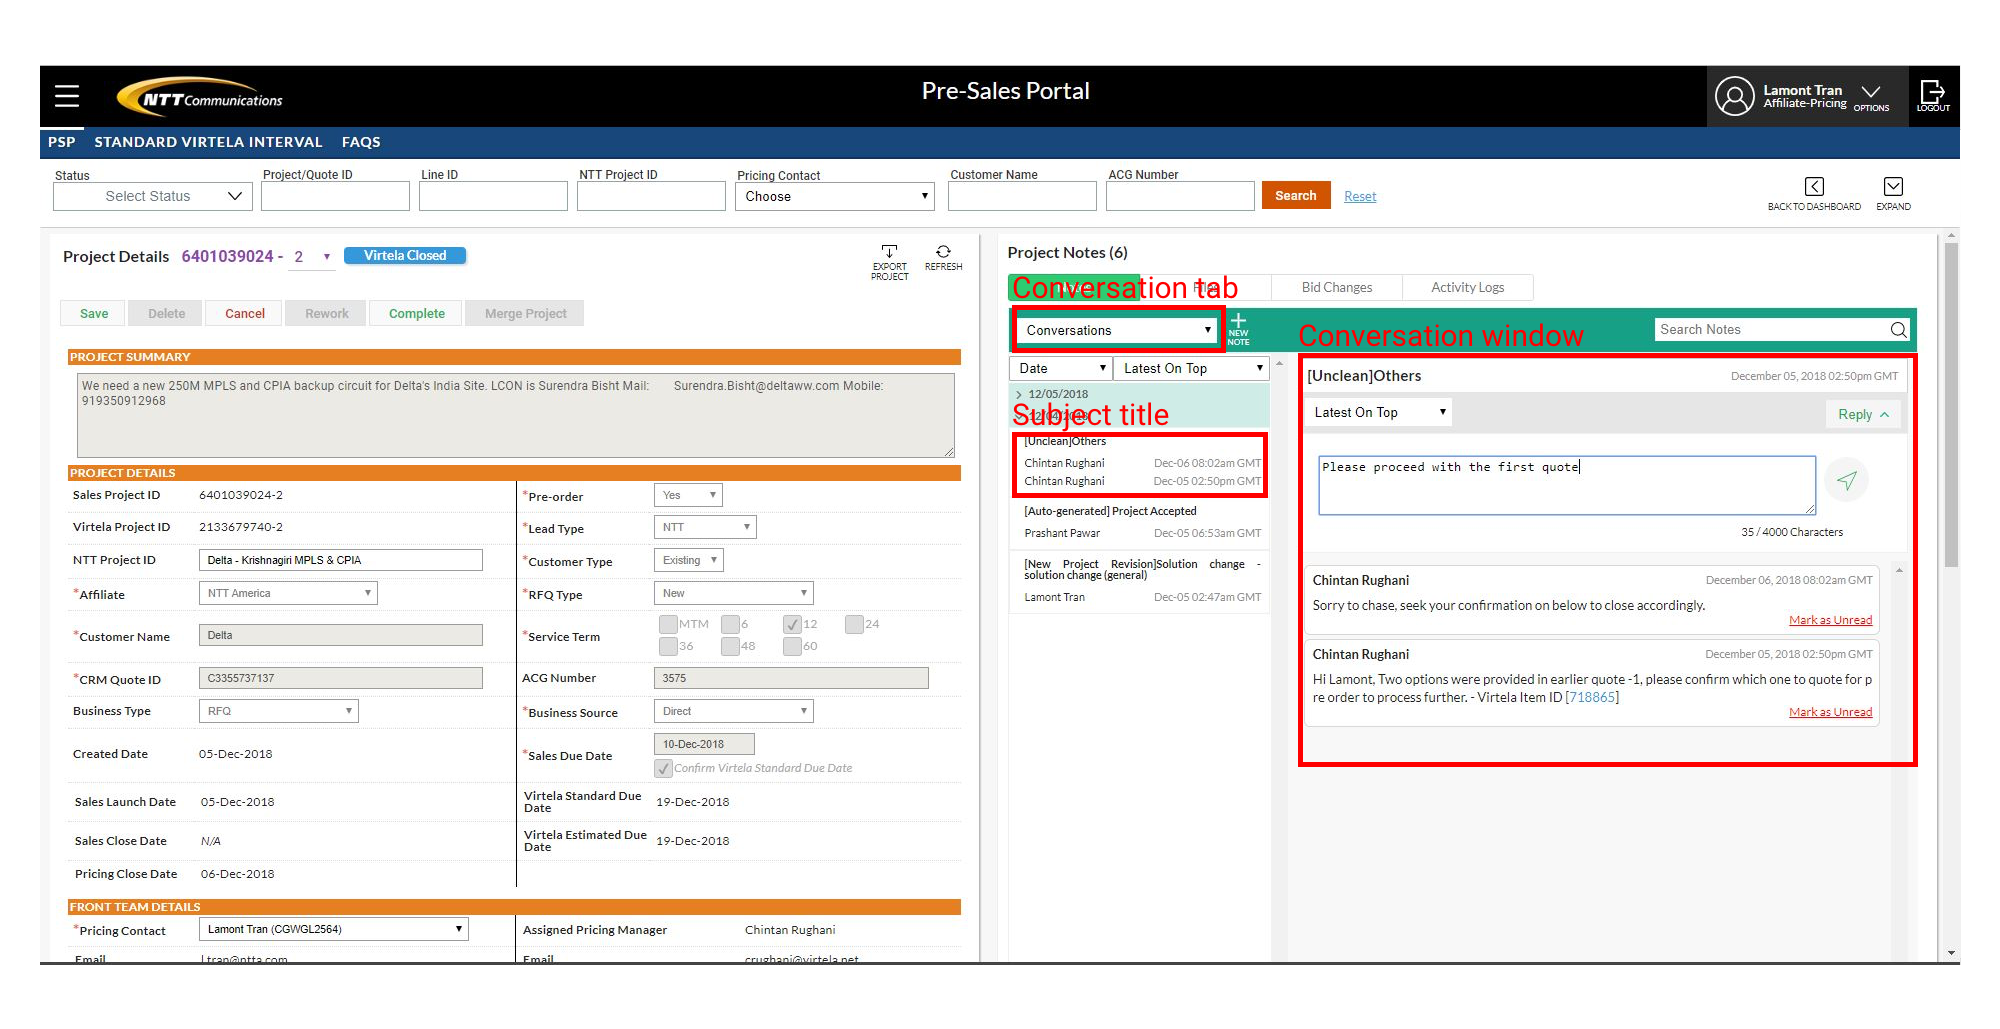 NTT Communications
Pre-Sales Portal
Lamont Tran
Affiliate-Pricing
OPTIONS
LOGOUT
PSP STANDARD VIRTELA INTERVAL FAQS
Status Project/Quote ID Line ID NTT Project ID Pricing Contact Customer Name ACG Number
Select Status Choose Search Reset
BACK TO DASHBOARD EXPAND
Project Details 6401039024 - 2 Virtela Closed
EXPORT PROJECT REFRESH
Save Delete Cancel Rework Complete Merge Project
PROJECT SUMMARY
We need a new 250M MPLS and CPIA backup circuit for Delta's India Site. LCON is Surendra Bisht Mail: Surendra.Bisht@deltaww.com Mobile:
919350912968
PROJECT DETAILS
Sales Project ID 6401039024-2 *Pre-order Yes
Virtela Project ID 2133679740-2 *Lead Type NTT
NTT Project ID Delta - Krishnagiri MPLS & CPIA *Customer Type Existing
*Affiliate NTT America *RFQ Type New
*Customer Name Delta *Service Term MTM 6 12 24
36 48 60
*CRM Quote ID C3355737137 ACG Number 3575
Business Type RFQ *Business Source Direct
Created Date 05-Dec-2018 *Sales Due Date 10-Dec-2018
Confirm Virtela Standard Due Date
Sales Launch Date 05-Dec-2018 Virtela Standard Due Date 19-Dec-2018
Sales Close Date N/A Virtela Estimated Due Date 19-Dec-2018
Pricing Close Date 06-Dec-2018
FRONT TEAM DETAILS
*Pricing Contact Lamont Tran (CGWGL2564) Assigned Pricing Manager Chintan Rughani
Email ltran@ntta.com Email crughani@virtela.net
Project Notes (6)
Conversation tab
Files Bid Changes Activity Logs
Conversations
NEW NOTE
Conversation window
Search Notes
Date Latest On Top
12/05/2018
Subject title
12/04/2018
[Unclean]Others
Chintan Rughani Dec-06 08:02am GMT
Chintan Rughani Dec-05 02:50pm GMT
[Auto-generated] Project Accepted
Prashant Pawar Dec-05 06:53am GMT
[New Project Revision]Solution change -
solution change (general)
Lamont Tran Dec-05 02:47am GMT
[Unclean]Others December 05, 2018 02:50pm GMT
Latest On Top Reply
Please proceed with the first quote
35 / 4000 Characters
Chintan Rughani December 06, 2018 08:02am GMT
Sorry to chase, seek your confirmation on below to close accordingly.
Mark as Unread
Chintan Rughani December 05, 2018 02:50pm GMT
Hi Lamont, Two options were provided in earlier quote -1, please confirm which one to quote for p
re order to process further. - Virtela Item ID [718865]
Mark as Unread